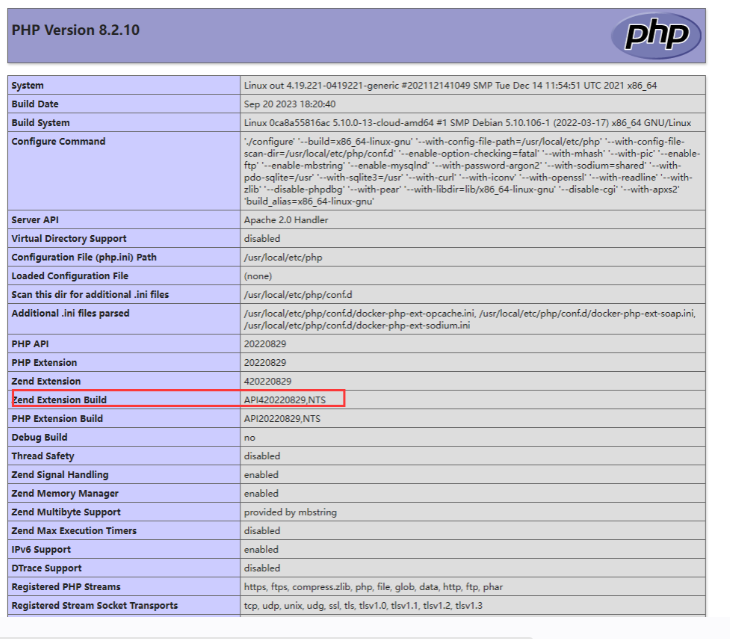 PHP Version 8.2.10
php
System Linux out 4.19.221-0419221-generic #202112141049 SMP Tue Dec 14 11:54:51 UTC 2021 x86_64
Build Date Sep 20 2023 18:20:40
Build System Linux 0ca8a55816ac 5.10.0-13-cloud-amd64 #1 SMP Debian 5.10.106-1 (2022-03-17) x86_64 GNU/Linux
Configure Command './configure' '--build=x86_64-linux-gnu' '--with-config-file-path=/usr/local/etc/php' '--with-config-file-
scan-dir=/usr/local/etc/php/conf.d' '--enable-option-checking=fatal' '--with-mhash' '--with-pic' '--enable-
ftp' '--enable-mbstring' '--enable-mysqlnd' '--with-password-argon2' '--with-sodium=shared' '--with-
pdo-sqlite=/usr' '--with-sqlite3=/usr' '--with-curl' '--with-iconv' '--with-openssl' '--with-readline' '--with-
zlib' '--disable-phpdbg' '--with-pear' '--with-libdir=lib/x86_64-linux-gnu' '--disable-cgi' '--with-apxs2'
'build_alias=x86_64-linux-gnu'
Server API Apache 2.0 Handler
Virtual Directory Support disabled
Configuration File (php.ini) Path /usr/local/etc/php
Loaded Configuration File (none)
Scan this dir for additional .ini files /usr/local/etc/php/conf.d
Additional .ini files parsed /usr/local/etc/php/conf.d/docker-php-ext-opcache.ini, /usr/local/etc/php/conf.d/docker-php-ext-soap.ini,
/usr/local/etc/php/conf.d/docker-php-ext-sodium.ini
PHP API 20220829
PHP Extension 20220829
Zend Extension 420220829
Zend Extension Build API420220829,NTS
PHP Extension Build API20220829,NTS
Debug Build no
Thread Safety disabled
Zend Signal Handling enabled
Zend Memory Manager enabled
Zend Multibyte Support provided by mbstring
Zend Max Execution Timers disabled
IPv6 Support enabled
DTrace Support disabled
Registered PHP Streams https, ftps, compress.zlib, php, file, glob, data, http, ftp, phar
Registered Stream Socket Transports tcp, udp, unix, udg, ssl, tls, tlsv1.0, tlsv1.1, tlsv1.2, tlsv1.3